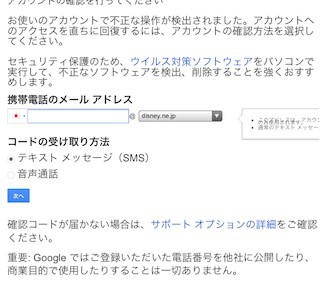 アカウントの確認を行ってください
お使いのアカウントで不正な操作が検出されました。アカウントへ
のアクセスを直ちに回復するには、アカウントの確認方法を選択し
てください。
セキュリティ保護のため、ウイルス対策ソフトウェアをパソコンで
実行して、不正なソフトウェアを検出、削除することを強くおすす
めします。
携帯電話のメール アドレス
@ disney.ne.jp
コードの受け取り方法
テキスト メッセージ（SMS）
音声通話
次へ
確認コードが届かない場合は、サポート オプションの詳細をご確認
ください。
重要: Google ではご登録いただいた電話番号を他社に公開したり、
商業目的で使用したりすることは一切ありません。